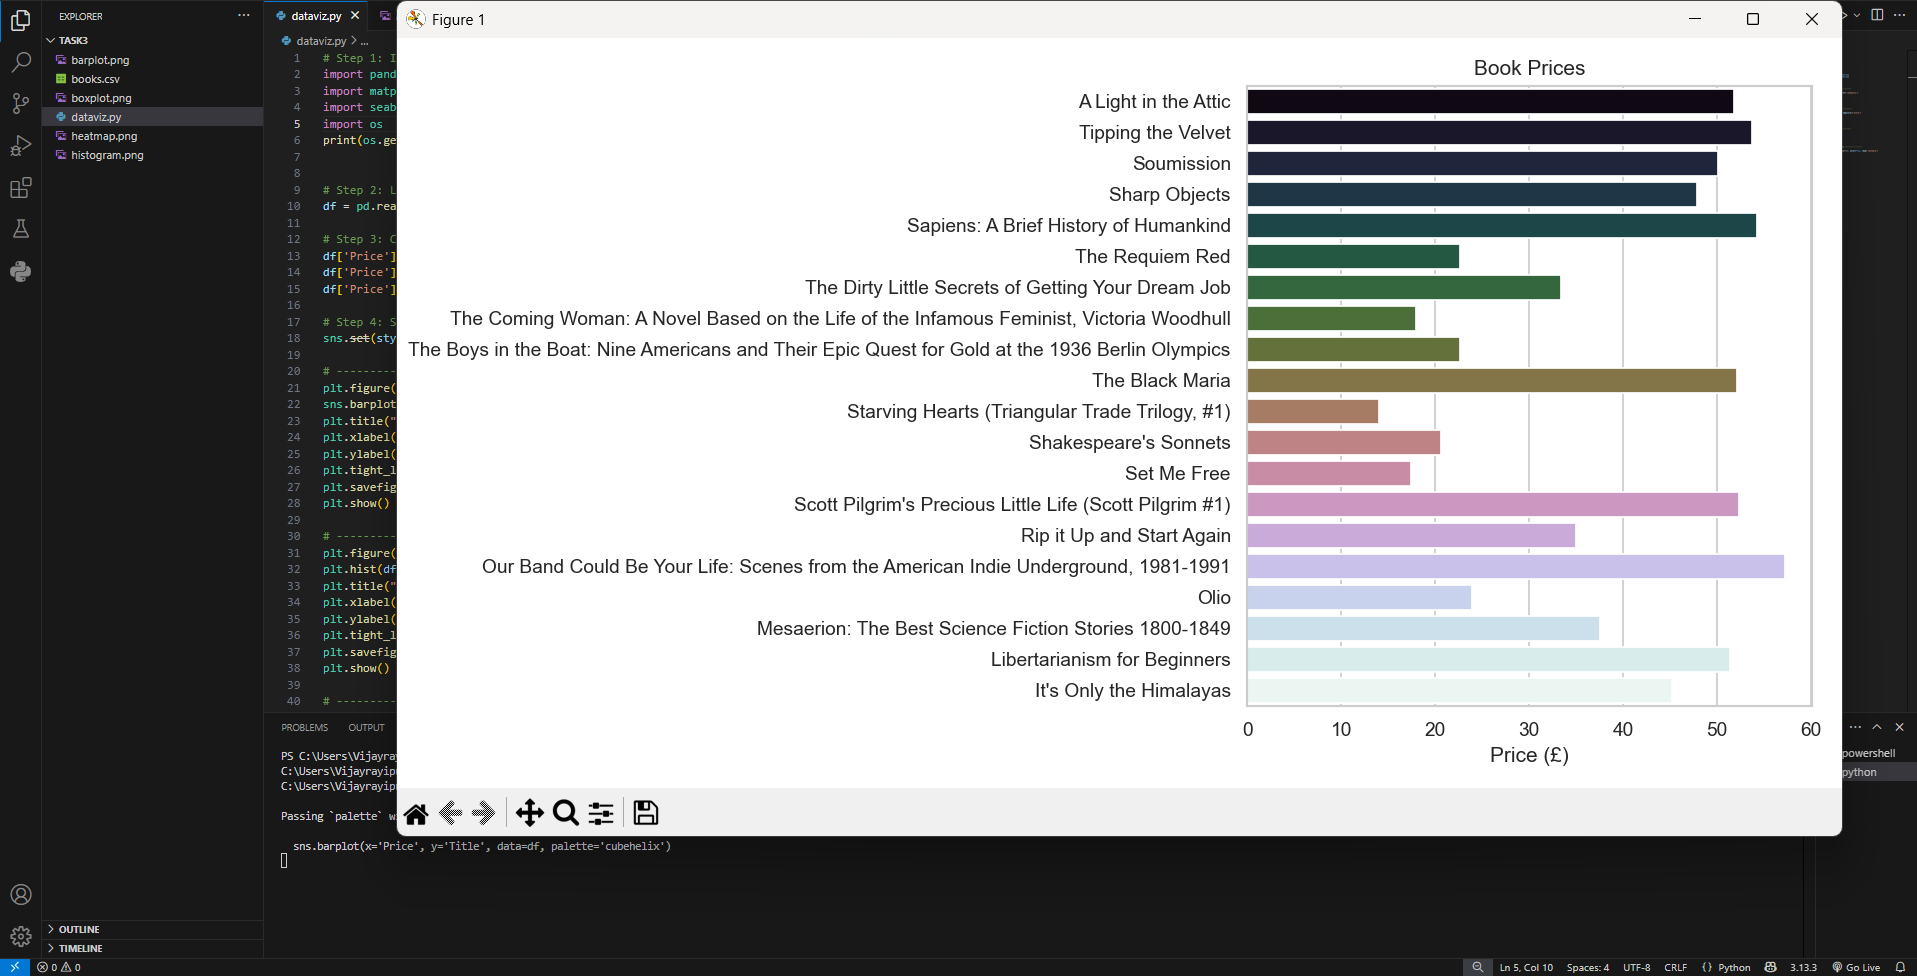 EXPLORER
TASK3
barplot.png
books.csv
boxplot.png
dataviz.py
heatmap.png
histogram.png
OUTLINE
TIMELINE
dataviz.py
dataviz.py > ...
1 # Step 1: I
2 import pand
3 import matp
4 import seab
5 import os
6 print(os.ge
7
8
9 # Step 2: L
10 df = pd.rea
11
12 # Step 3: C
13 df['Price']
14 df['Price']
15 df['Price']
16
17 # Step 4: S
18 sns.set(sty
19
20 # ---------
21 plt.figure(
22 sns.barplot
23 plt.title("
24 plt.xlabel(
25 plt.ylabel(
26 plt.tight_l
27 plt.savefig
28 plt.show()
29
30 # ---------
31 plt.figure(
32 plt.hist(df
33 plt.title("
34 plt.xlabel(
35 plt.ylabel(
36 plt.tight_l
37 plt.savefig
38 plt.show()
39
40 # ---------
Figure 1
Book Prices
A Light in the Attic
Tipping the Velvet
Soumission
Sharp Objects
Sapiens: A Brief History of Humankind
The Requiem Red
The Dirty Little Secrets of Getting Your Dream Job
The Coming Woman: A Novel Based on the Life of the Infamous Feminist, Victoria Woodhull
The Boys in the Boat: Nine Americans and Their Epic Quest for Gold at the 1936 Berlin Olympics
The Black Maria
Starving Hearts (Triangular Trade Trilogy, #1)
Shakespeare's Sonnets
Set Me Free
Scott Pilgrim's Precious Little Life (Scott Pilgrim #1)
Rip it Up and Start Again
Our Band Could Be Your Life: Scenes from the American Indie Underground, 1981-1991
Olio
Mesaerion: The Best Science Fiction Stories 1800-1849
Libertarianism for Beginners
It's Only the Himalayas
0 10 20 30 40 50 60
Price (£)
PROBLEMS OUTPUT
PS C:\Users\Vijayrayip
C:\Users\Vijayrayip
C:\Users\Vijayrayip
Passing `palette` w
sns.barplot(x='Price', y='Title', data=df, palette='cubehelix')
powershell
python
0 0
Ln 5, Col 10 Spaces: 4 UTF-8 CRLF {} Python 3.13.3 Go Live